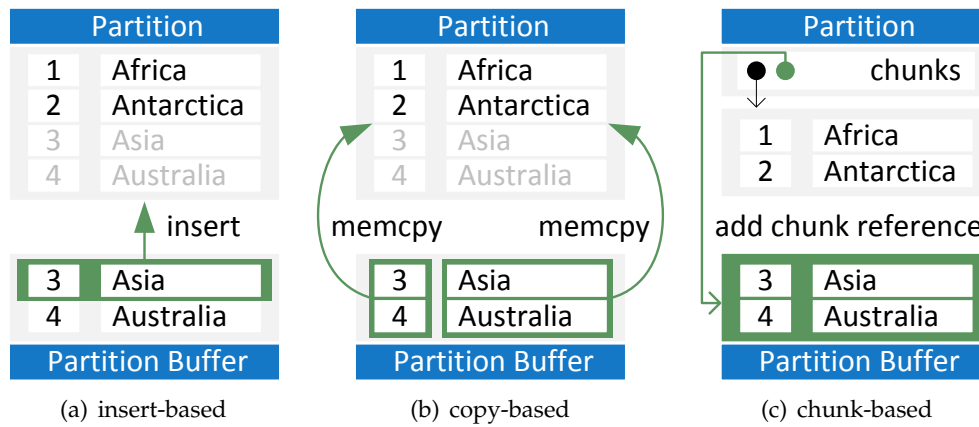 Partition
1 Africa
2 Antarctica
3 Asia
4 Australia
insert
3 Asia
4 Australia
Partition Buffer
(a) insert-based
Partition
1 Africa
2 Antarctica
3 Asia
4 Australia
memcpy memcpy
3 Asia
4 Australia
Partition Buffer
(b) copy-based
Partition
chunks
1 Africa
2 Antarctica
add chunk reference
3 Asia
4 Australia
Partition Buffer
(c) chunk-based